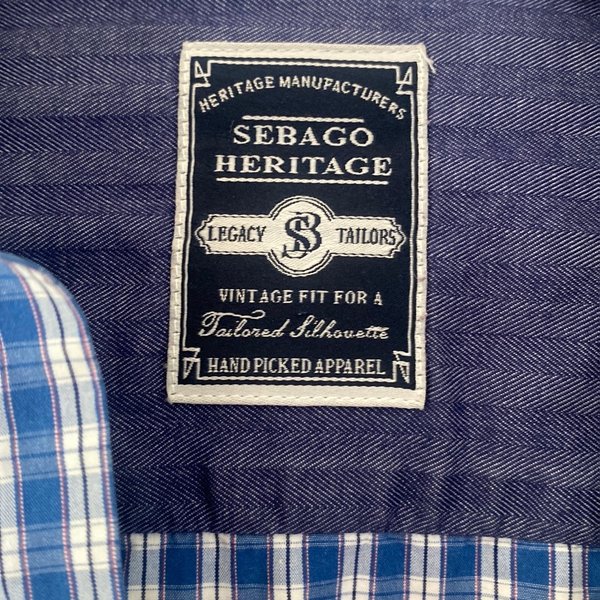 HERITAGE MANUFACTURERS
SEBAGO
HERITAGE
LEGACY SB TAILORS
VINTAGE FIT FOR A
Tailored Silhouette
HAND PICKED APPAREL